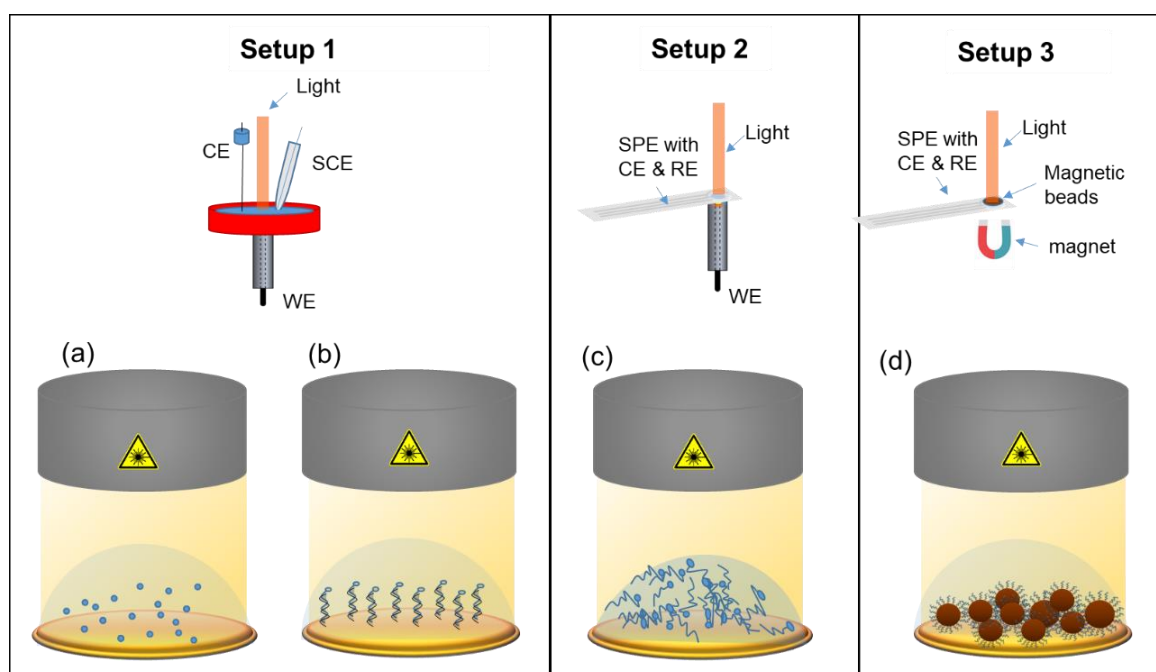 Setup 1
Light
CE
SCE
WE
(a)
(b)
Setup 2
SPE with
CE & RE
Light
WE
(c)
Setup 3
SPE with
CE & RE
Light
Magnetic
beads
magnet
(d)